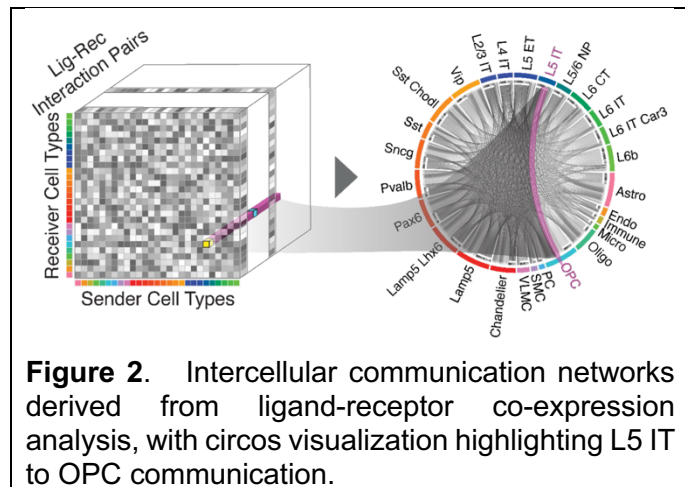 Lig-Rec
Interaction Pairs
Receiver Cell Types
Sender Cell Types
L2/3 IT
L4 IT
L5 ET
L5 IT
L5/6 NP
L6 CT
L6 IT
L6 IT Car3
L6b
Astro
Endo
Immune
Micro
Oligo
OPC
PC
SMC
VLMC
Chandelier
Lamp5
Lamp5 Lhx6
Pax6
Pvalb
Sncg
Sst
Sst Chodl
Vip
Figure 2. Intercellular communication networks
derived from ligand-receptor co-expression
analysis, with circos visualization highlighting L5 IT
to OPC communication.